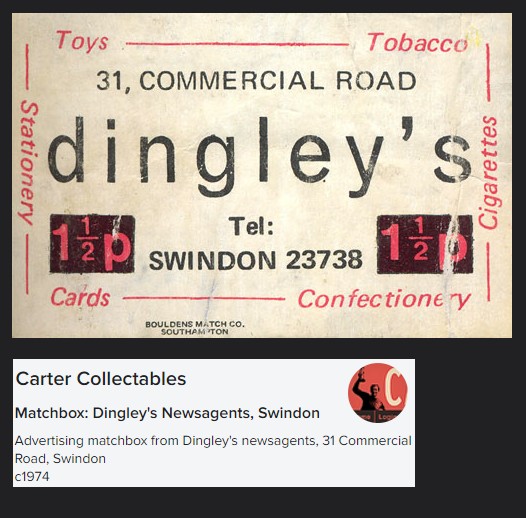 Toys
Tobacco
31, COMMERCIAL ROAD
Stationery
dingley's
Cigarettes
1½p
Tel:
SWINDON 23738
1½p
Cards
Confectionery
BOULDENS MATCH CO.
SOUTHAMPTON
Carter Collectables
C
Matchbox: Dingley's Newsagents, Swindon
Advertising matchbox from Dingley's newsagents, 31 Commercial
Road, Swindon
c1974